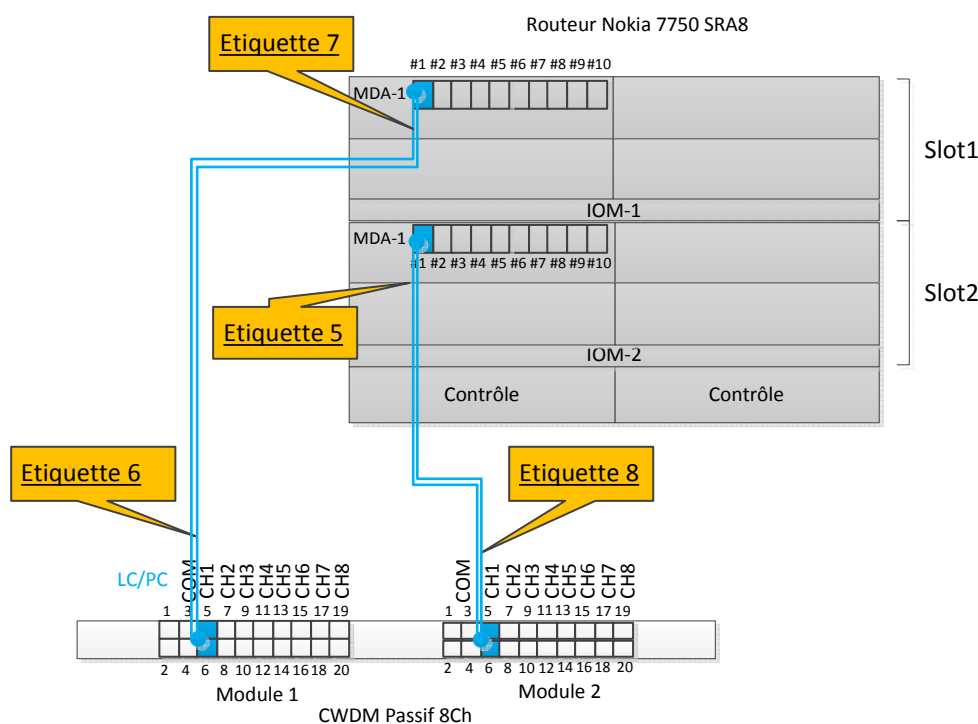 Routeur Nokia 7750 SRA8
Etiquette 7
#1 #2 #3 #4 #5 #6 #7 #8 #9 #10
MDA-1
Slot1
IOM-1
MDA-1
#1 #2 #3 #4 #5 #6 #7 #8 #9 #10
Slot2
Etiquette 5
IOM-2
Contrôle
Contrôle
Etiquette 6
Etiquette 8
LC/PC
COM CH1 CH2 CH3 CH4 CH5 CH6 CH7 CH8
COM CH1 CH2 CH3 CH4 CH5 CH6 CH7 CH8
1 3 5 7 9 11 13 15 17 19
1 3 5 7 9 11 13 15 17 19
2 4 6 8 10 12 14 16 18 20
2 4 6 8 10 12 14 16 18 20
Module 1
Module 2
CWDM Passif 8Ch